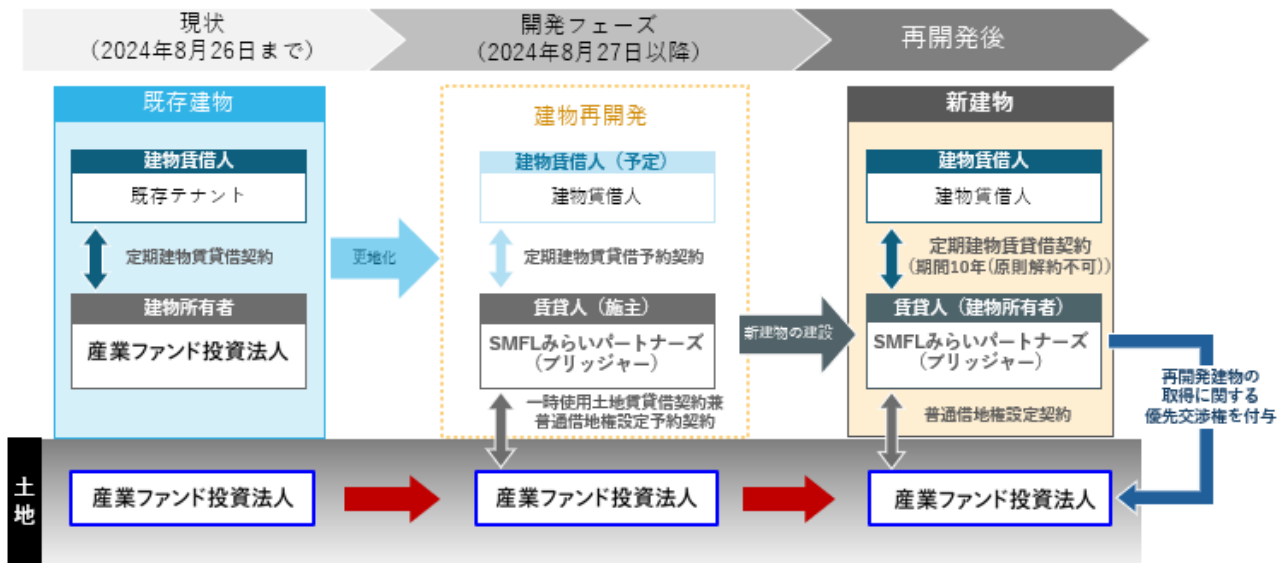 現状
（2024年8月26日まで）
開発フェーズ
（2024年8月27日以降）
再開発後
既存建物
建物賃借人
既存テナント
定期建物賃貸借契約
建物所有者
産業ファンド投資法人
更地化
建物再開発
建物賃借人（予定）
建物賃借人
定期建物賃貸借予約契約
賃貸人（施主）
SMFLみらいパートナーズ
（ブリッジャー）
一時使用土地賃貸借契約兼
普通借地権設定予約契約
新建物の建設
新建物
建物賃借人
建物賃借人
定期建物賃貸借契約
（期間10年（原則解約不可））
賃貸人（建物所有者）
SMFLみらいパートナーズ
（ブリッジャー）
普通借地権設定契約
再開発建物の
取得に関する
優先交渉権を付与
土地
産業ファンド投資法人
産業ファンド投資法人
産業ファンド投資法人